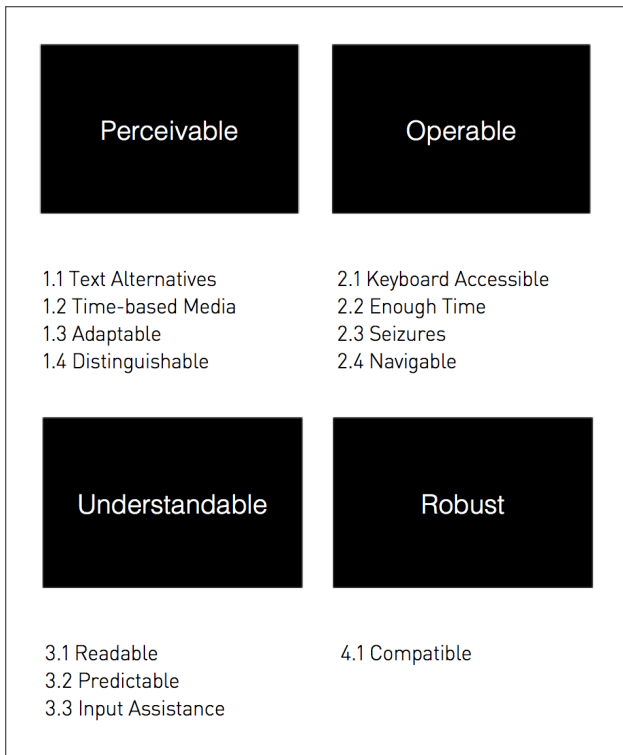 Perceivable
1.1 Text Alternatives
1.2 Time-based Media
1.3 Adaptable
1.4 Distinguishable
Operable
2.1 Keyboard Accessible
2.2 Enough Time
2.3 Seizures
2.4 Navigable
Understandable
3.1 Readable
3.2 Predictable
3.3 Input Assistance
Robust
4.1 Compatible